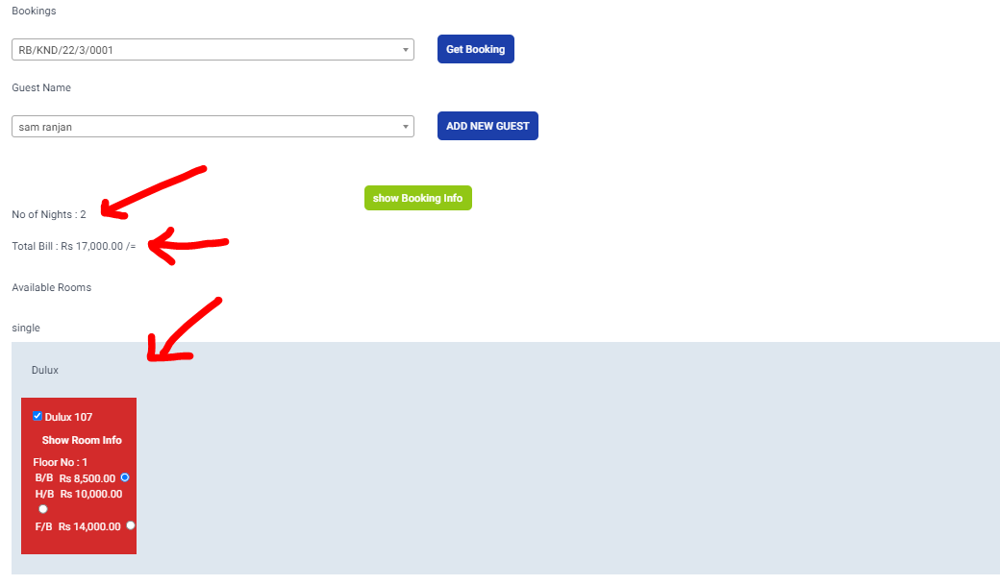 Bookings
RB/KND/22/3/0001
Get Booking
Guest Name
sam ranjan
ADD NEW GUEST
show Booking Info
No of Nights : 2
Total Bill : Rs 17,000.00 /=
Available Rooms
single
Dulux
Dulux 107
Show Room Info
Floor No : 1
B/B Rs 8,500.00
H/B Rs 10,000.00
F/B Rs 14,000.00